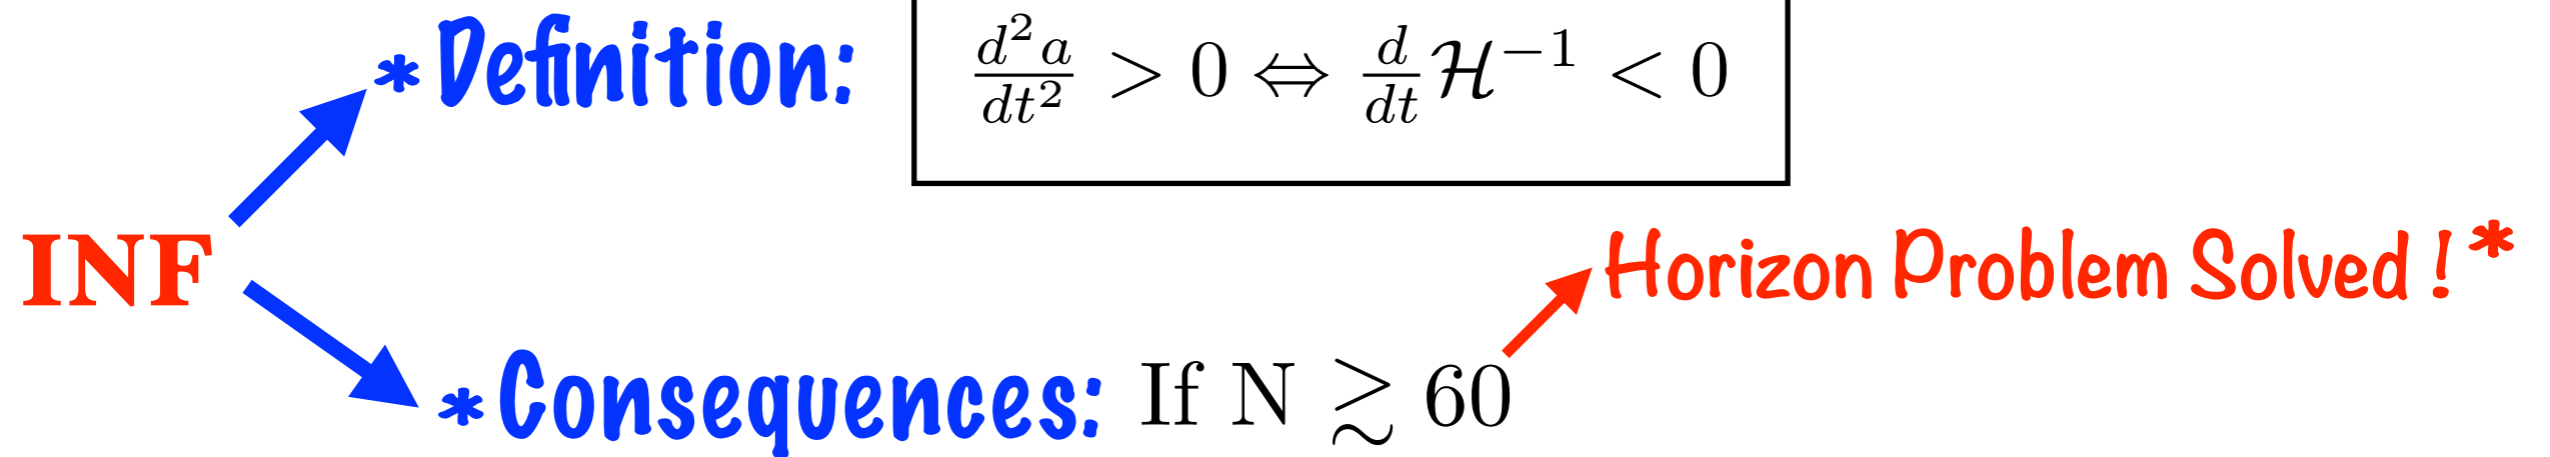 * Definition: d²a/dt² > 0 ⇔ d/dt ℋ⁻¹ < 0
INF
Horizon Problem Solved ! *
* Consequences: If N ≳ 60